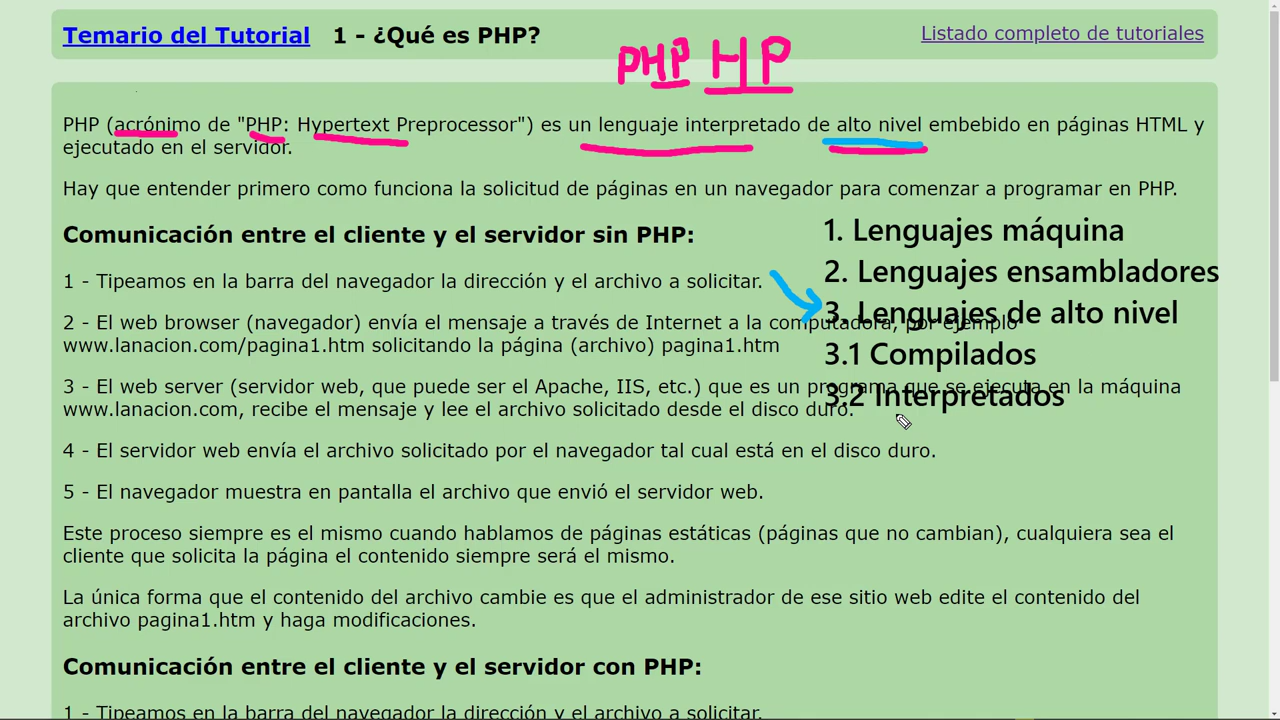 Temario del Tutorial 1 - ¿Qué es PHP? Listado completo de tutoriales
PHP HP
PHP (acrónimo de "PHP: Hypertext Preprocessor") es un lenguaje interpretado de alto nivel embebido en páginas HTML y
ejecutado en el servidor.
Hay que entender primero como funciona la solicitud de páginas en un navegador para comenzar a programar en PHP.
Comunicación entre el cliente y el servidor sin PHP:
1. Lenguajes máquina
2. Lenguajes ensambladores
3. Lenguajes de alto nivel
3.1 Compilados
3.2 Interpretados
1 - Tipeamos en la barra del navegador la dirección y el archivo a solicitar.
2 - El web browser (navegador) envía el mensaje a través de Internet a la computadora, por ejemplo
www.lanacion.com/pagina1.htm solicitando la página (archivo) pagina1.htm
3 - El web server (servidor web, que puede ser el Apache, IIS, etc.) que es un programa que se ejecuta en la máquina
www.lanacion.com, recibe el mensaje y lee el archivo solicitado desde el disco duro.
4 - El servidor web envía el archivo solicitado por el navegador tal cual está en el disco duro.
5 - El navegador muestra en pantalla el archivo que envió el servidor web.
Este proceso siempre es el mismo cuando hablamos de páginas estáticas (páginas que no cambian), cualquiera sea el
cliente que solicita la página el contenido siempre será el mismo.
La única forma que el contenido del archivo cambie es que el administrador de ese sitio web edite el contenido del
archivo pagina1.htm y haga modificaciones.
Comunicación entre el cliente y el servidor con PHP:
1 - Tipeamos en la barra del navegador la dirección y el archivo a solicitar.